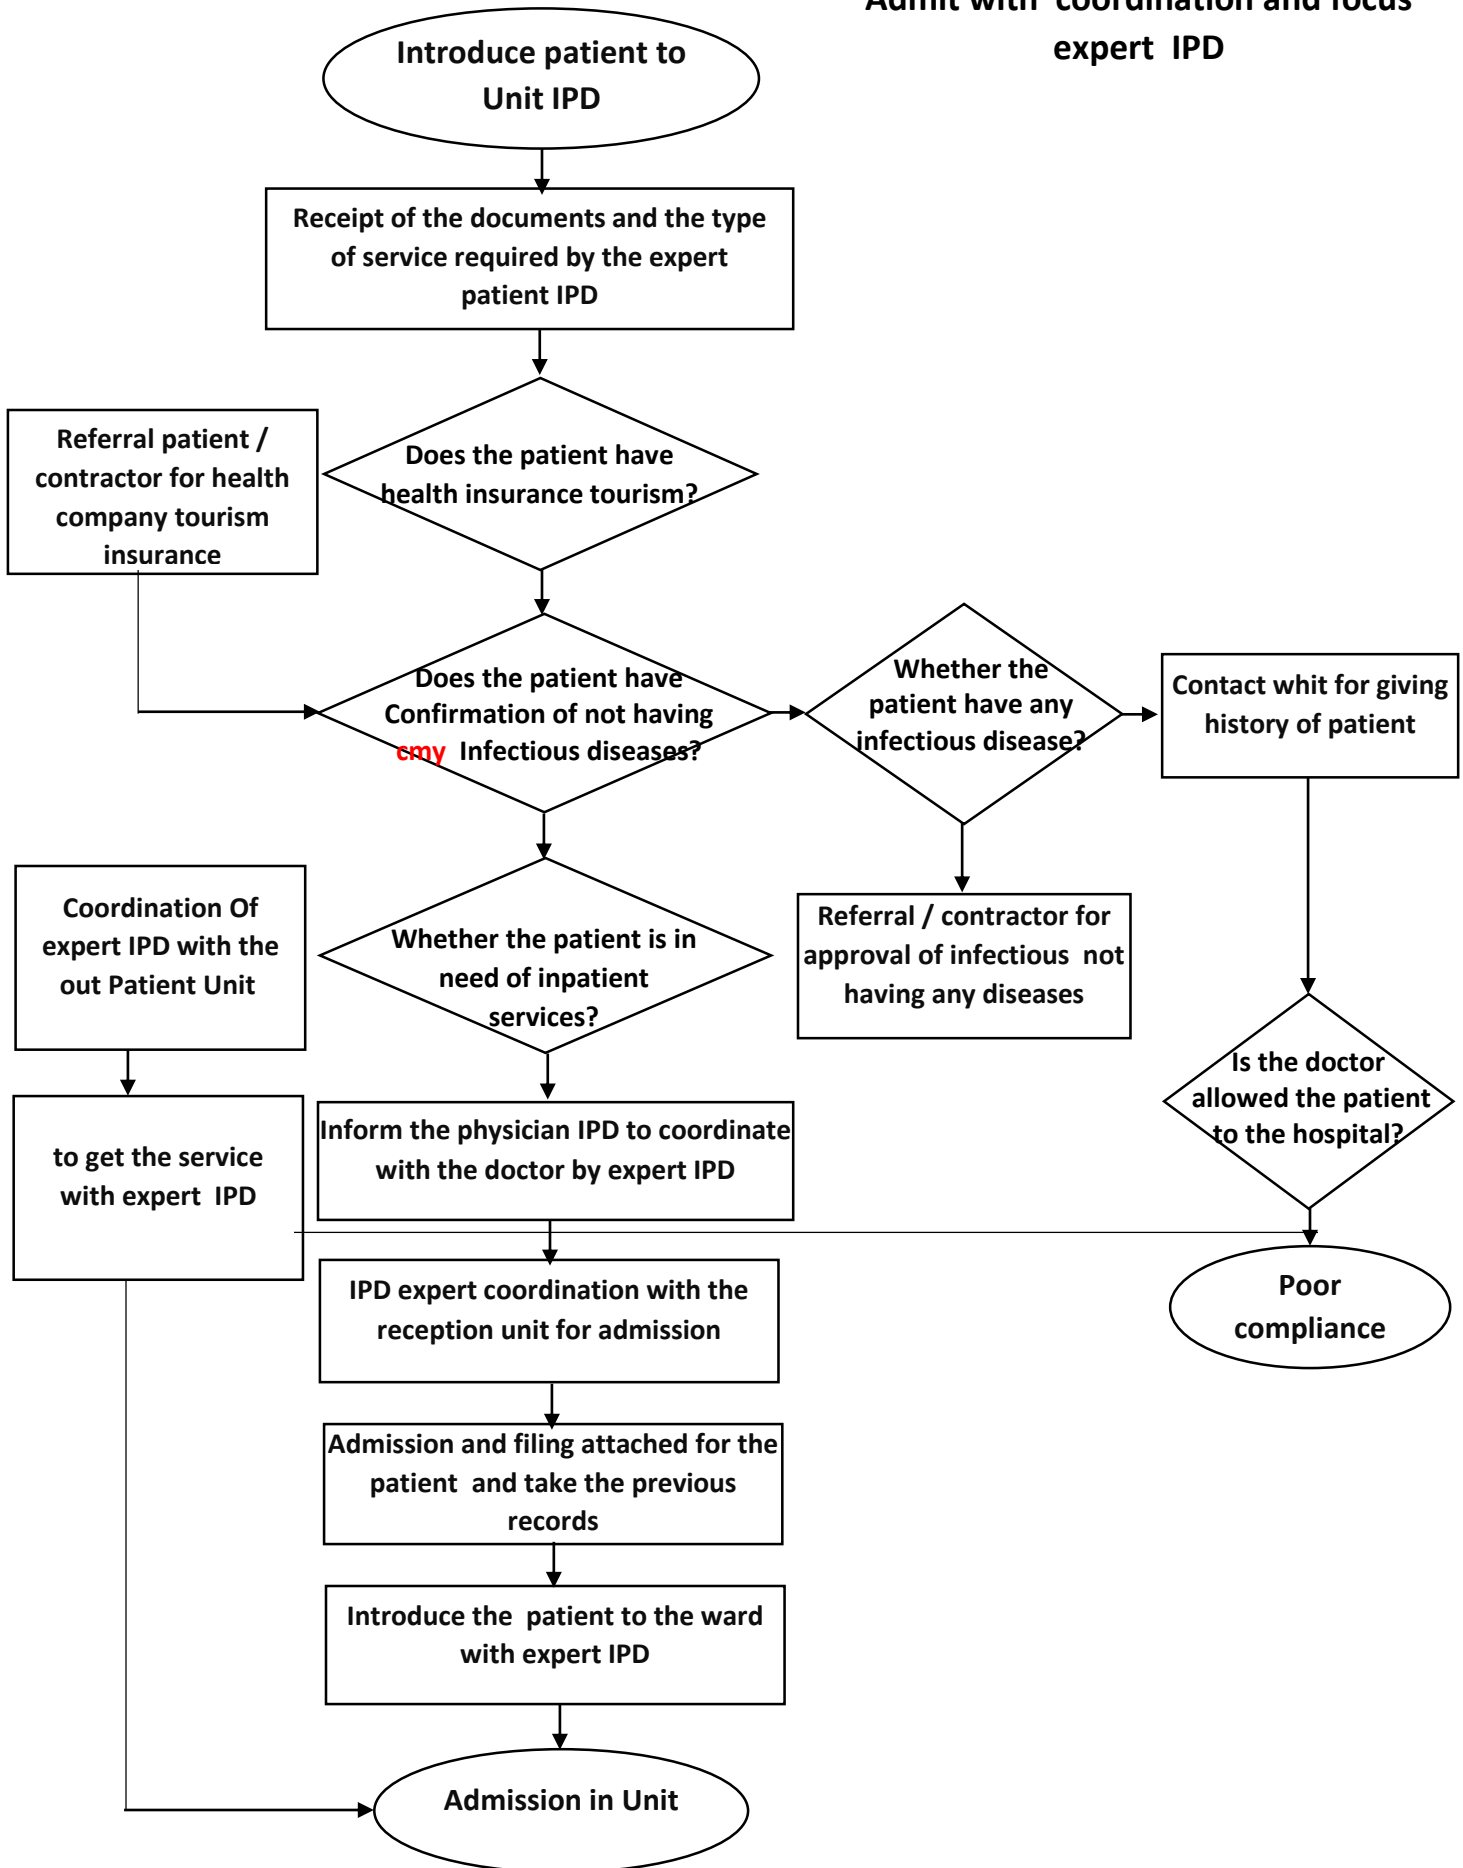 Admit with coordination and focus
expert IPD
Introduce patient to
Unit IPD
Receipt of the documents and the type
of service required by the expert
patient IPD
Does the patient have
health insurance tourism?
Referral patient /
contractor for health
company tourism
insurance
Does the patient have
Confirmation of not having
cmy Infectious diseases?
Whether the
patient have any
infectious disease?
Contact whit for giving
history of patient
Whether the patient is in
need of inpatient
services?
Coordination Of
expert IPD with the
out Patient Unit
Referral / contractor for
approval of infectious not
having any diseases
Is the doctor
allowed the patient
to the hospital?
to get the service
with expert IPD
Inform the physician IPD to coordinate
with the doctor by expert IPD
IPD expert coordination with the
reception unit for admission
Poor
compliance
Admission and filing attached for the
patient and take the previous
records
Introduce the patient to the ward
with expert IPD
Admission in Unit